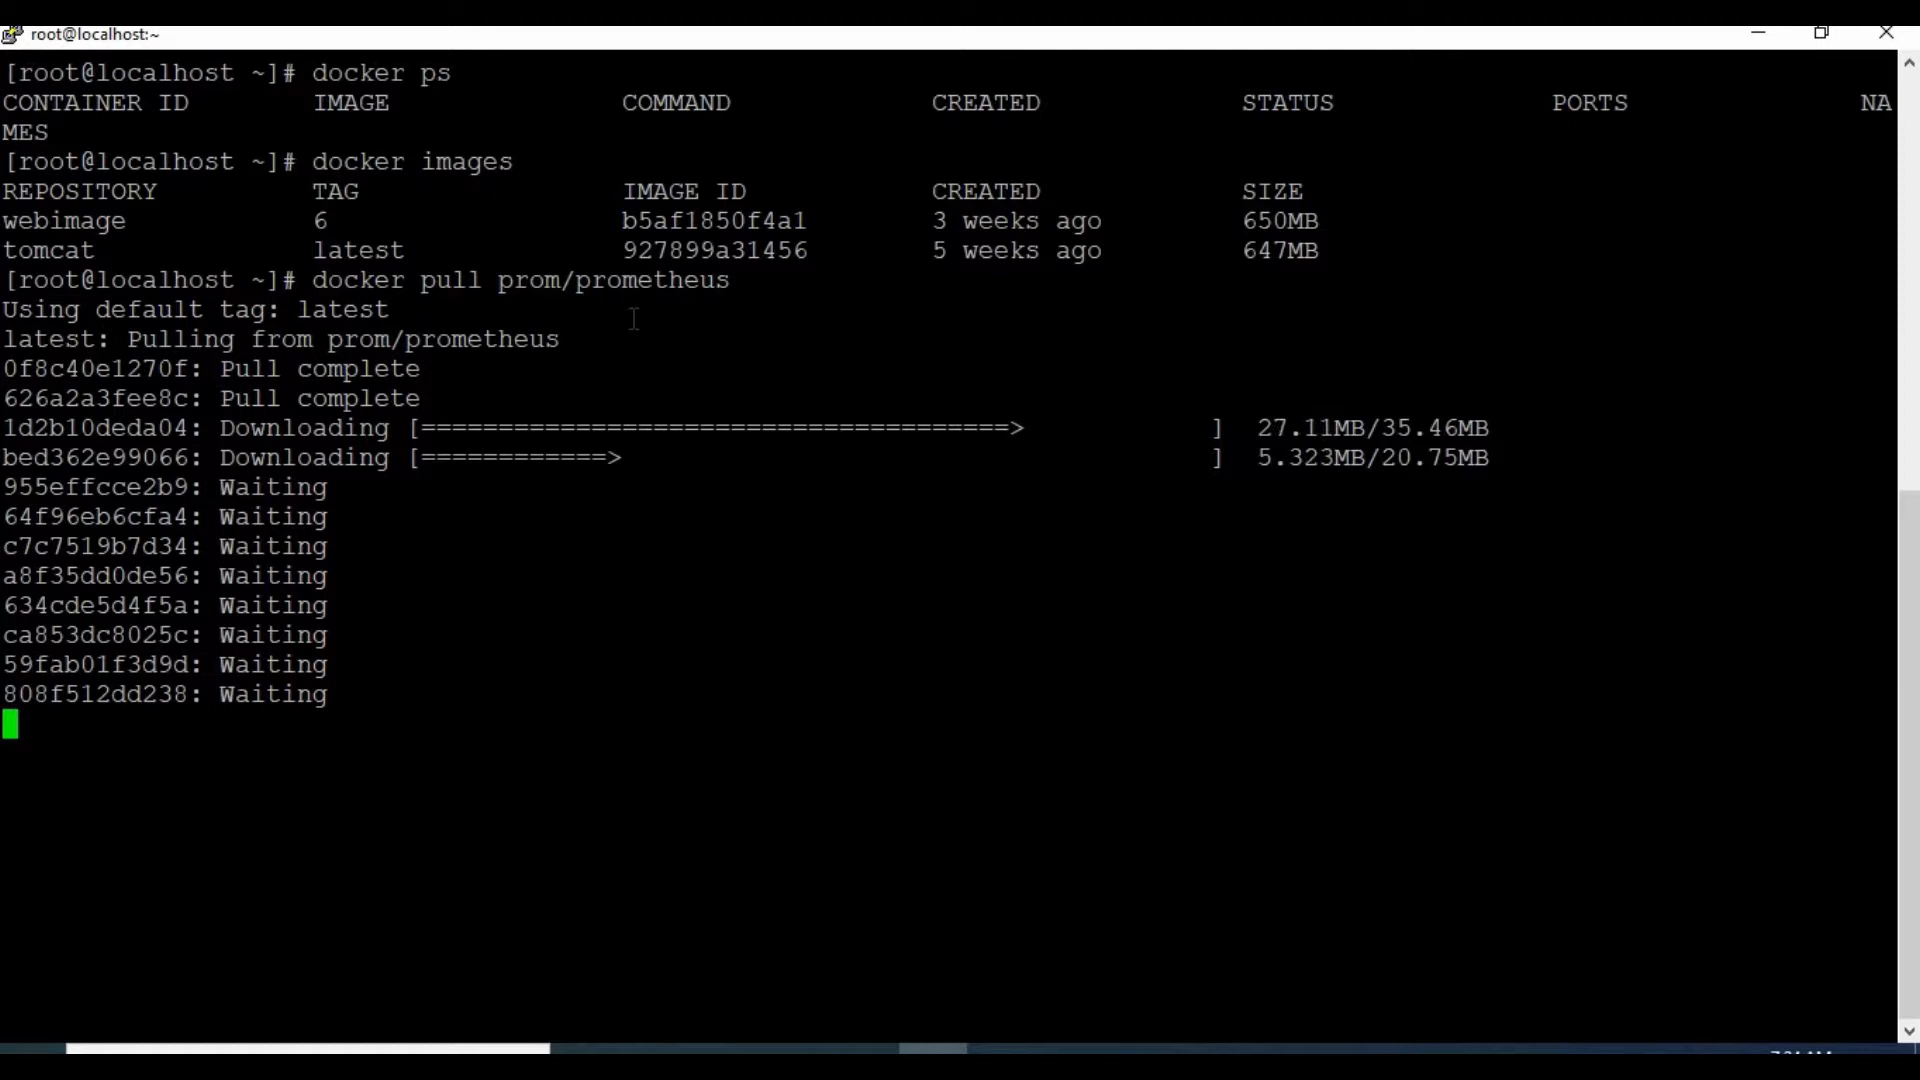 root@localhost:~
[root@localhost ~]# docker ps
CONTAINER ID        IMAGE               COMMAND             CREATED             STATUS              PORTS               NA
MES
[root@localhost ~]# docker images
REPOSITORY          TAG                 IMAGE ID            CREATED             SIZE
webimage            6                   b5af1850f4a1        3 weeks ago         650MB
tomcat              latest              927899a31456        5 weeks ago         647MB
[root@localhost ~]# docker pull prom/prometheus
Using default tag: latest
latest: Pulling from prom/prometheus
0f8c40e1270f: Pull complete
626a2a3fee8c: Pull complete
1d2b10deda04: Downloading [======================================>            ]  27.11MB/35.46MB
bed362e99066: Downloading [============>                                      ]  5.323MB/20.75MB
955effcce2b9: Waiting
64f96eb6cfa4: Waiting
c7c7519b7d34: Waiting
a8f35dd0de56: Waiting
634cde5d4f5a: Waiting
ca853dc8025c: Waiting
59fab01f3d9d: Waiting
808f512dd238: Waiting